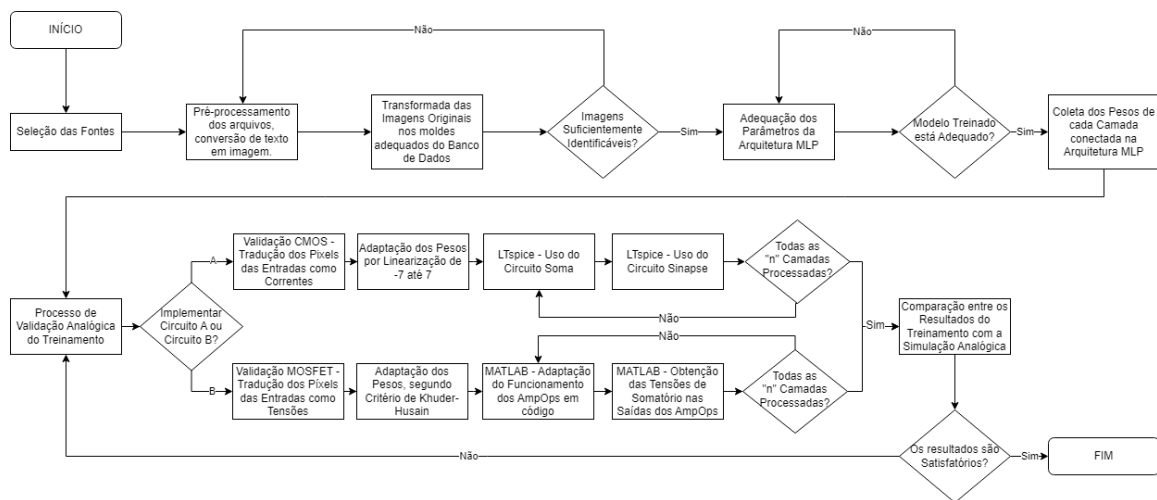 INÍCIO
Seleção das Fontes
Pré-processamento
dos arquivos,
conversão de texto
em imagem.
Transformada das
Imagens Originais
nos moldes
adequados do Banco
de Dados
Não
Imagens
Suficientemente
Identificáveis?
Sim
Adequação dos
Parâmetros da
Arquitetura MLP
Não
Modelo Treinado
está Adequado?
Sim
Coleta dos Pesos de
cada Camada
conectada na
Arquitetura MLP
Processo de
Validação Analógica
do Treinamento
Implementar
Circuito A ou
Circuito B?
A
Validação CMOS -
Tradução dos Pixels
das Entradas como
Correntes
Adaptação dos Pesos
por Linearização de
-7 até 7
LTspice - Uso do
Circuito Soma
LTspice - Uso do
Circuito Sinapse
Todas as
"n" Camadas
Processadas?
Não
B
Validação MOSFET -
Tradução dos Píxels
das Entradas como
Tensões
Adaptação dos
Pesos, segundo
Critério de Khuder-
Husain
MATLAB - Adaptação
do Funcionamento
dos AmpOps em
código
MATLAB - Obtenção
das Tensões de
Somatório nas
Saídas dos AmpOps
Não
Todas as
"n" Camadas
Processadas?
Sim
Comparação entre os
Resultados do
Treinamento com a
Simulação Analógica
Os resultados são
Satisfatórios?
Não
Sim
FIM